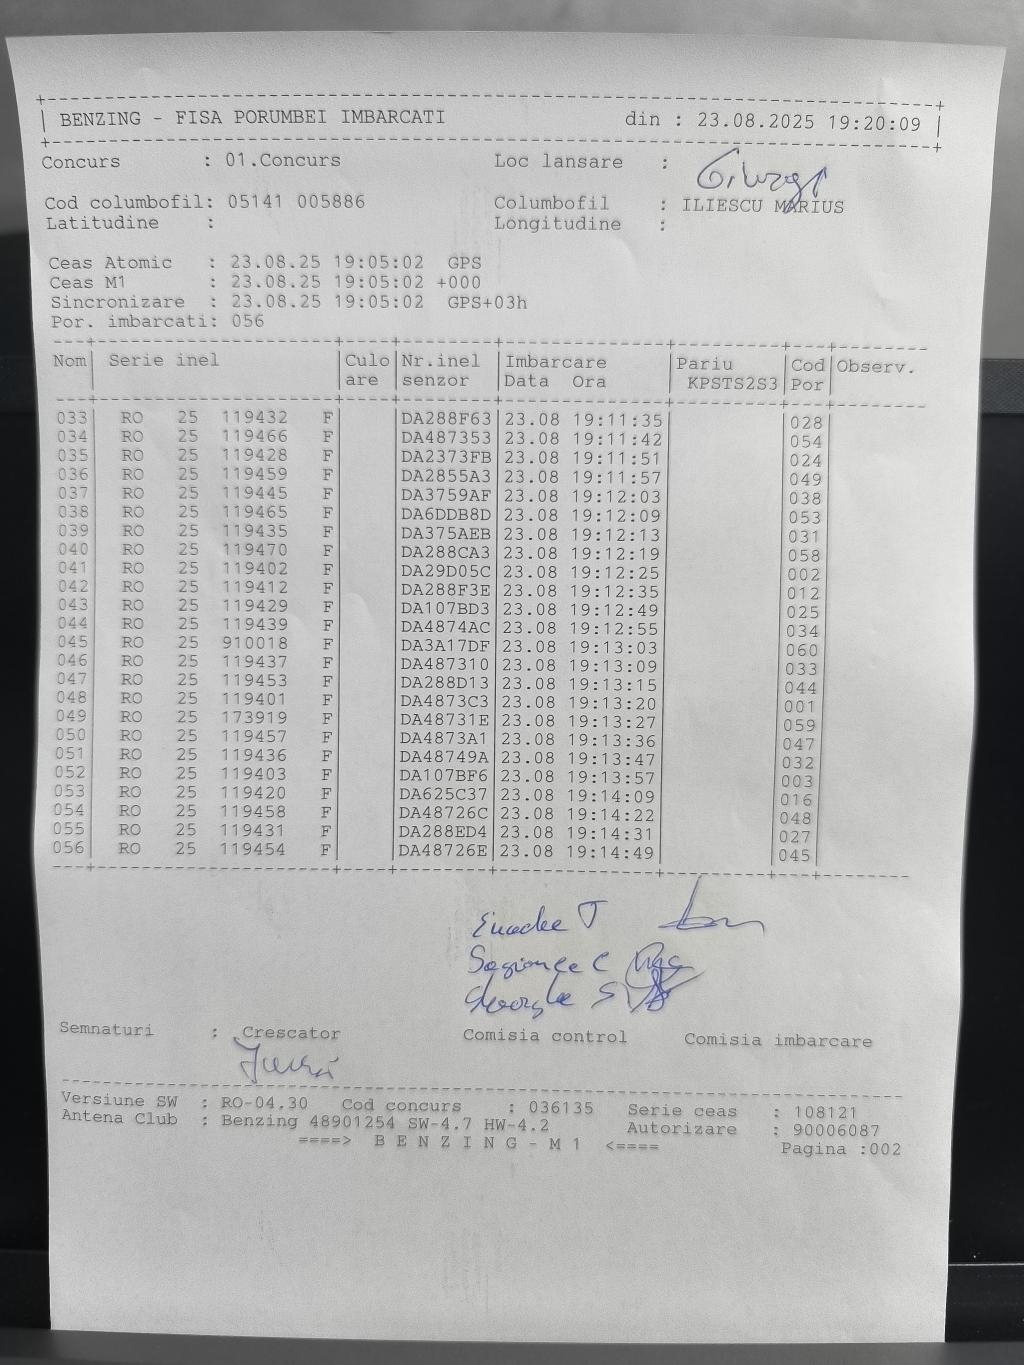 BENZING - FISA PORUMBEI IMBARCATI din : 23.08.2025 19:20:09
Concurs : 01.Concurs Loc lansare :
Cod columbofil: 05141 005886 Columbofil : ILIESCU MARIUS
Latitudine : Longitudine :
Ceas Atomic : 23.08.25 19:05:02 GPS
Ceas M1 : 23.08.25 19:05:02 +000
Sincronizare : 23.08.25 19:05:02 GPS+03h
Por. imbarcati: 056
Nom Serie inel Culo Nr.inel Imbarcare Pariu Cod Observ.
are senzor Data Ora KPSTS2S3 Por
033 RO 25 119432 F DA288F63 23.08 19:11:35 028
034 RO 25 119466 F DA487353 23.08 19:11:42 054
035 RO 25 119428 F DA2373FB 23.08 19:11:51 024
036 RO 25 119459 F DA2855A3 23.08 19:11:57 049
037 RO 25 119445 F DA3759AF 23.08 19:12:03 038
038 RO 25 119465 F DA6DDB8D 23.08 19:12:09 053
039 RO 25 119435 F DA375AEB 23.08 19:12:13 031
040 RO 25 119470 F DA288CA3 23.08 19:12:19 058
041 RO 25 119402 F DA29D05C 23.08 19:12:25 002
042 RO 25 119412 F DA288F3E 23.08 19:12:35 012
043 RO 25 119429 F DA107BD3 23.08 19:12:49 025
044 RO 25 119439 F DA4874AC 23.08 19:12:55 034
045 RO 25 910018 F DA3A17DF 23.08 19:13:03 060
046 RO 25 119437 F DA487310 23.08 19:13:09 033
047 RO 25 119453 F DA288D13 23.08 19:13:15 044
048 RO 25 119401 F DA4873C3 23.08 19:13:20 001
049 RO 25 173919 F DA48731E 23.08 19:13:27 059
050 RO 25 119457 F DA4873A1 23.08 19:13:36 047
051 RO 25 119436 F DA48749A 23.08 19:13:47 032
052 RO 25 119403 F DA107BF6 23.08 19:13:57 003
053 RO 25 119420 F DA625C37 23.08 19:14:09 016
054 RO 25 119458 F DA48726C 23.08 19:14:22 048
055 RO 25 119431 F DA288ED4 23.08 19:14:31 027
056 RO 25 119454 F DA48726E 23.08 19:14:49 045
Semnaturi : Crescator Comisia control Comisia imbarcare
Versiune SW : RO-04.30 Cod concurs : 036135 Serie ceas : 108121
Antena Club : Benzing 48901254 SW-4.7 HW-4.2 Autorizare : 90006087
====> B E N Z I N G - M 1 <==== Pagina :002